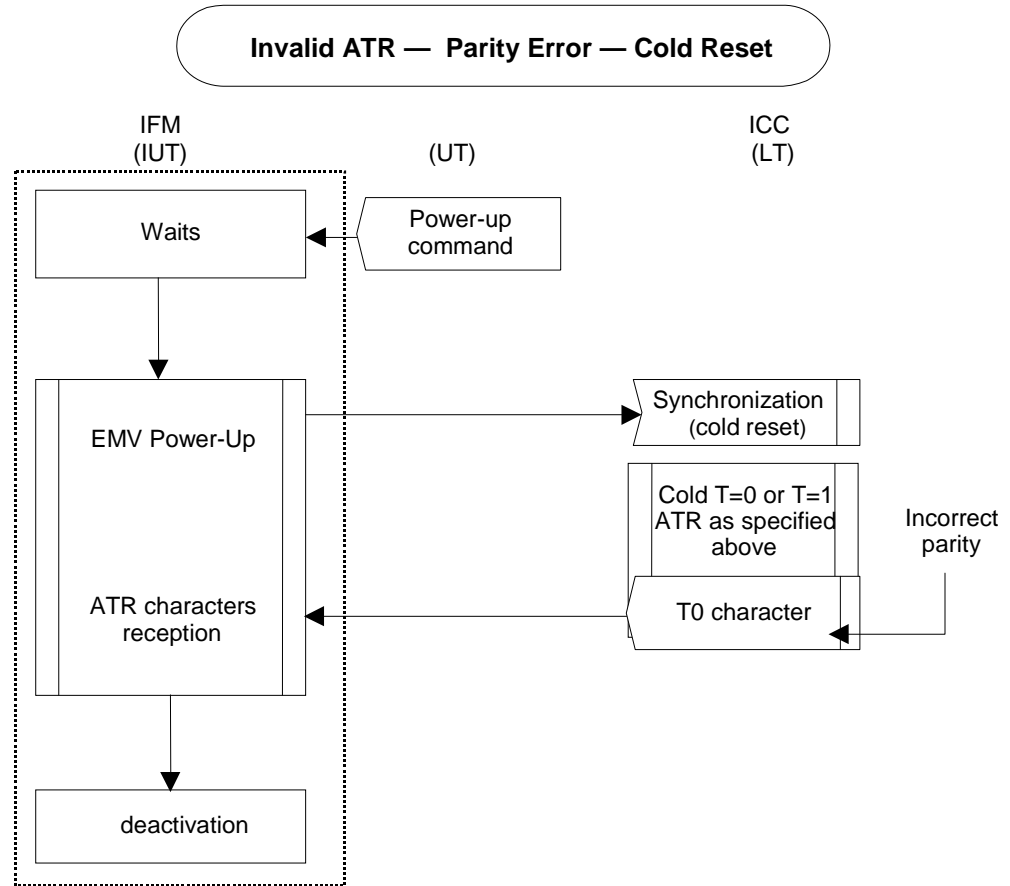 Invalid ATR — Parity Error — Cold Reset
IFM
(IUT)
(UT)
ICC
(LT)
Waits
Power-up
command
EMV Power-Up
Synchronization
(cold reset)
Cold T=0 or T=1
ATR as specified
above
Incorrect
parity
ATR characters
reception
T0 character
deactivation